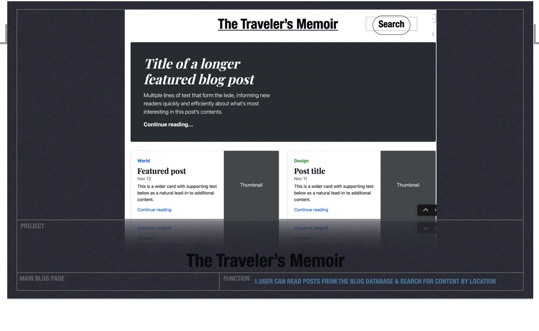 The Traveler's Memoir
Search
Title of a longer
featured blog post
Multiple lines of text that form the lede, informing new
readers quickly and efficiently about what's most
interesting in this post's contents.
Continue reading...
World
Featured post
Nov 12
This is a wider card with supporting text
below as a natural lead-in to additional
content.
Continue reading
Thumbnail
Design
Post title
Nov 11
This is a wider card with supporting text
below as a natural lead-in to additional
content.
Continue reading
Thumbnail
PROJECT
The Traveler's Memoir
MAIN BLOG PAGE
FUNCTION
1.USER CAN READ POSTS FROM THE BLOG DATABASE & SEARCH FOR CONTENT BY LOCATION